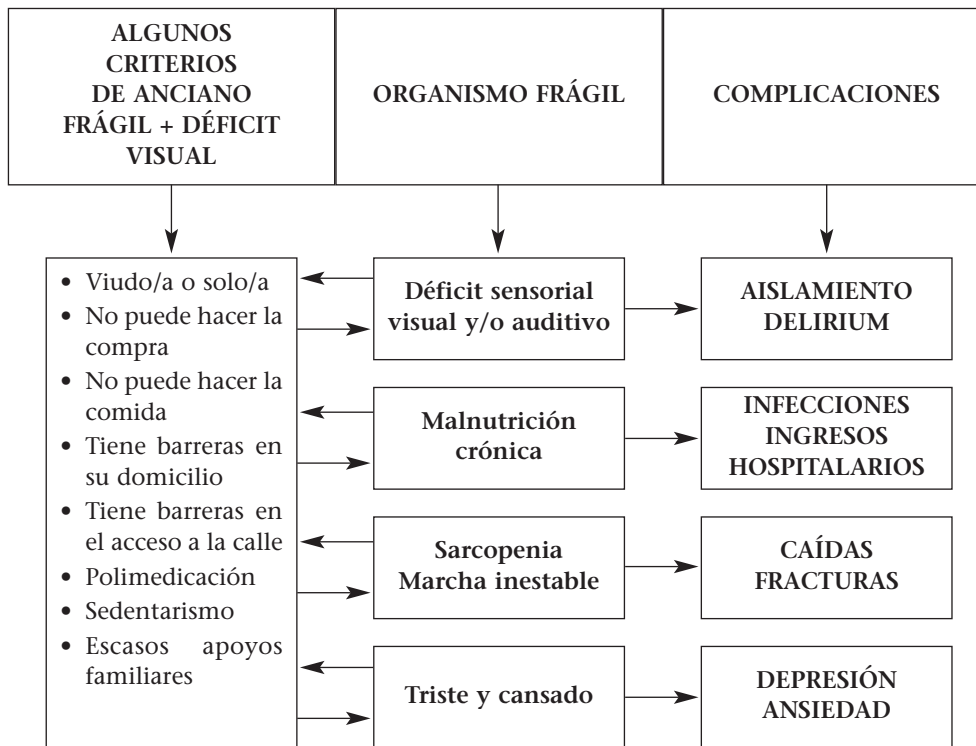 ALGUNOS
CRITERIOS
DE ANCIANO
FRÁGIL + DÉFICIT
VISUAL
ORGANISMO FRÁGIL
COMPLICACIONES
• Viudo/a o solo/a
• No puede hacer la
compra
• No puede hacer la
comida
• Tiene barreras en
su domicilio
• Tiene barreras en
el acceso a la calle
• Polimedicación
• Sedentarismo
• Escasos apoyos
familiares
Déficit sensorial
visual y/o auditivo
AISLAMIENTO
DELIRIUM
Malnutrición
crónica
INFECCIONES
INGRESOS
HOSPITALARIOS
Sarcopenia
Marcha inestable
CAÍDAS
FRACTURAS
Triste y cansado
DEPRESIÓN
ANSIEDAD